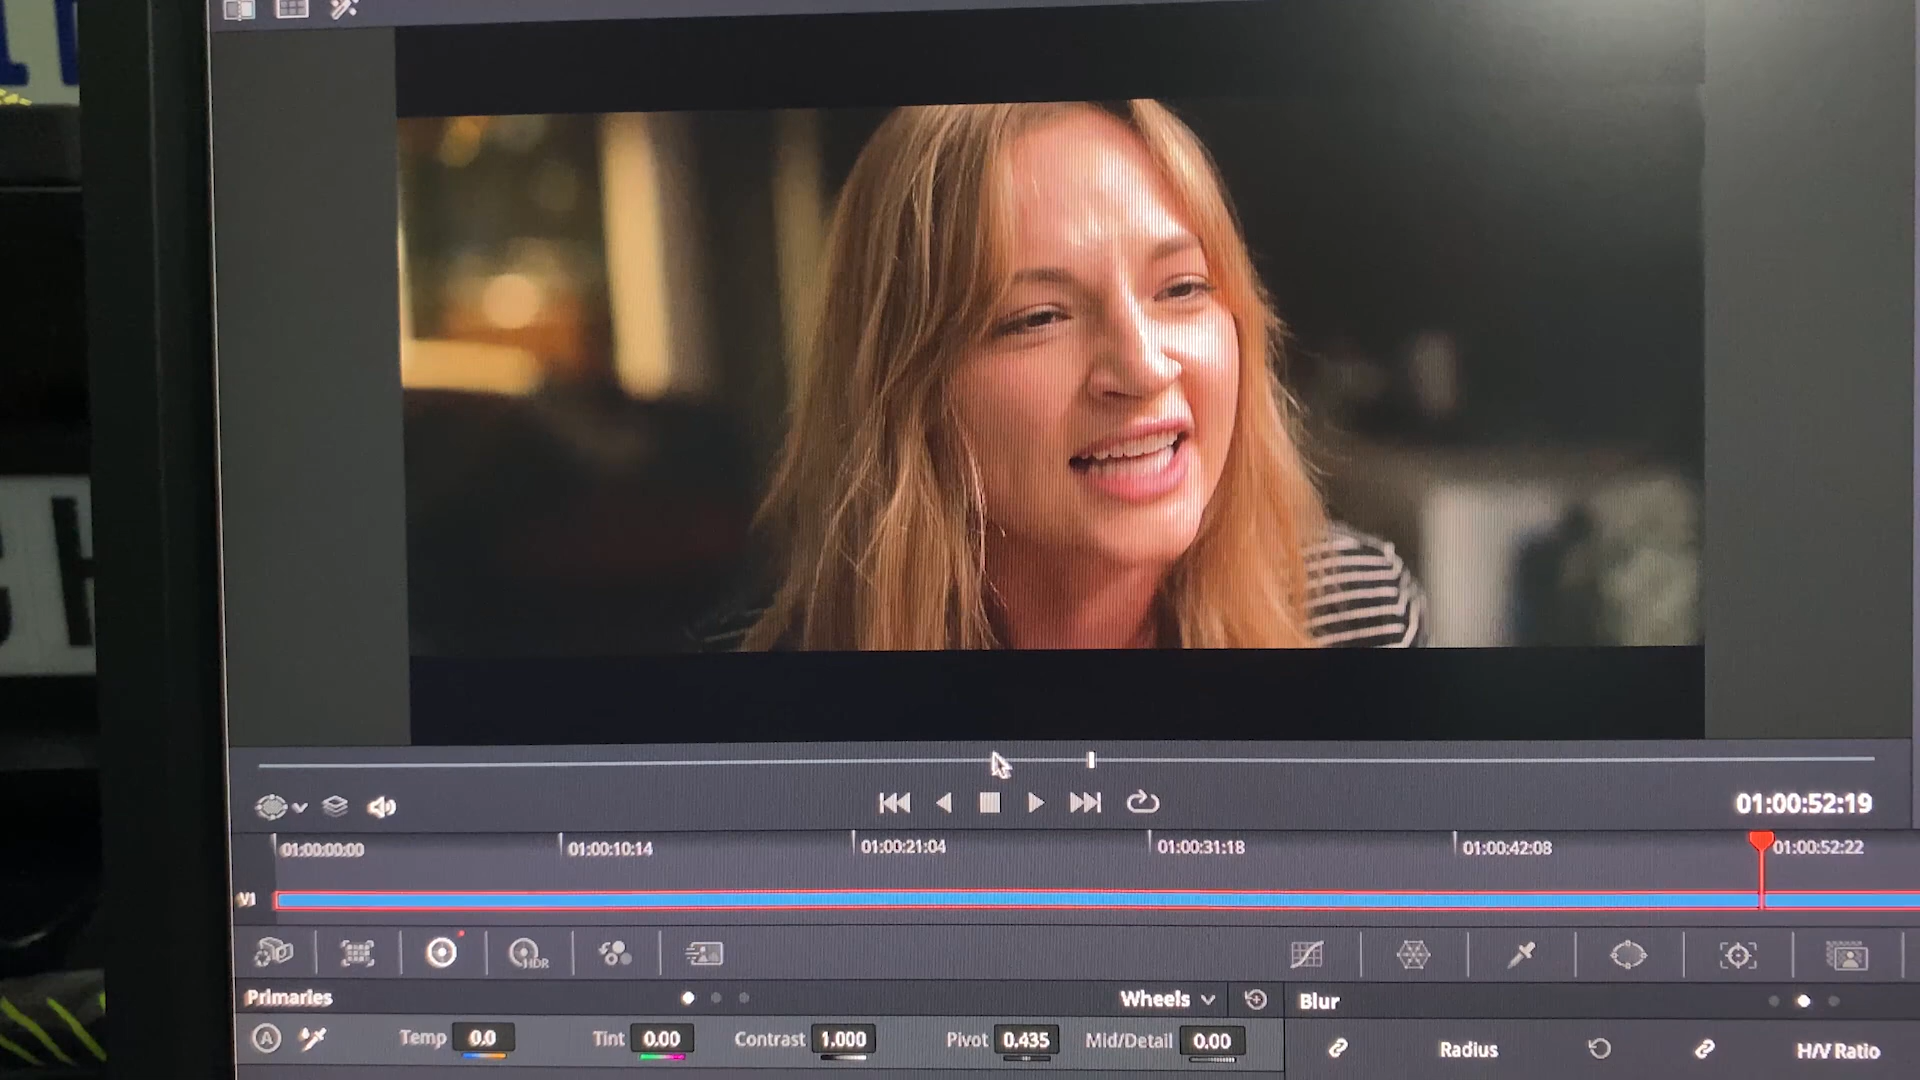 01:00:52:19
01:00:00:00 01:00:10:14 01:00:21:04 01:00:31:18 01:00:42:08 01:00:52:22
V1
HDR
Primaries Wheels Blur
A Temp 0.0 Tint 0.00 Contrast 1.000 Pivot 0.435 Mid/Detail 0.00 Radius H/V Ratio